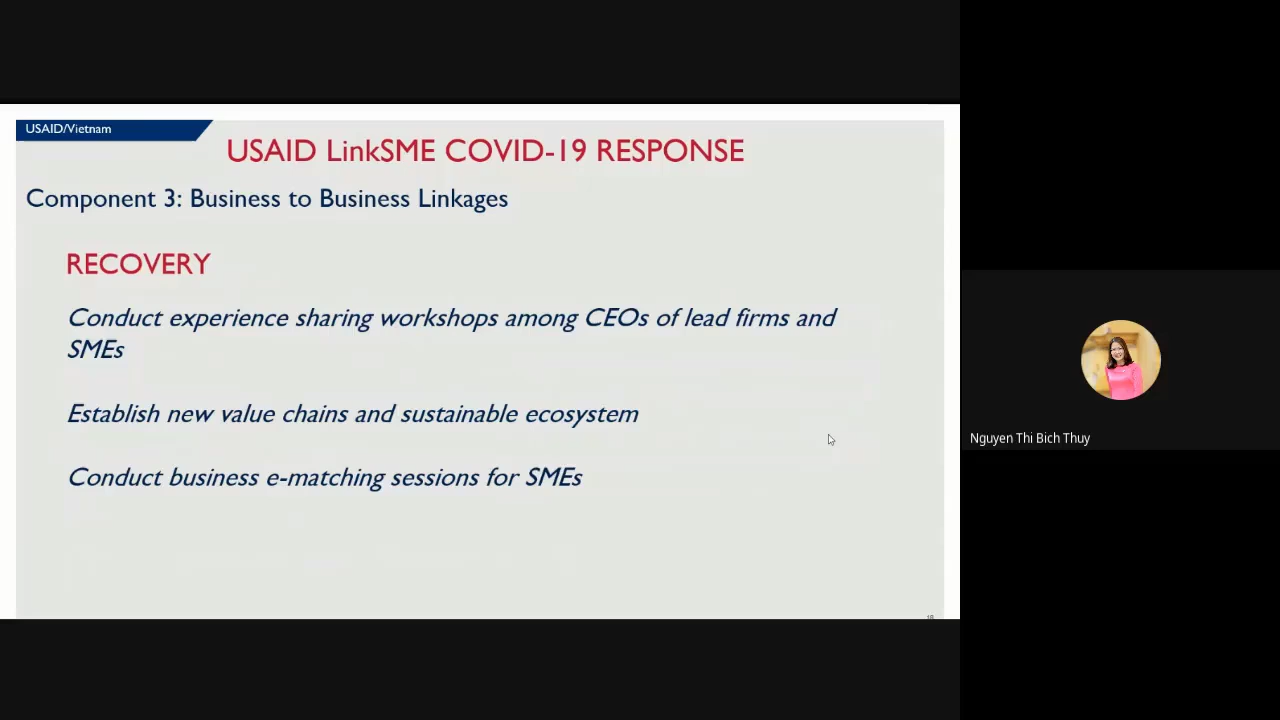 USAID/Vietnam
USAID LinkSME COVID-19 RESPONSE
Component 3: Business to Business Linkages
RECOVERY
Conduct experience sharing workshops among CEOs of lead firms and
SMEs
Establish new value chains and sustainable ecosystem
Conduct business e-matching sessions for SMEs
Nguyen Thi Bich Thuy